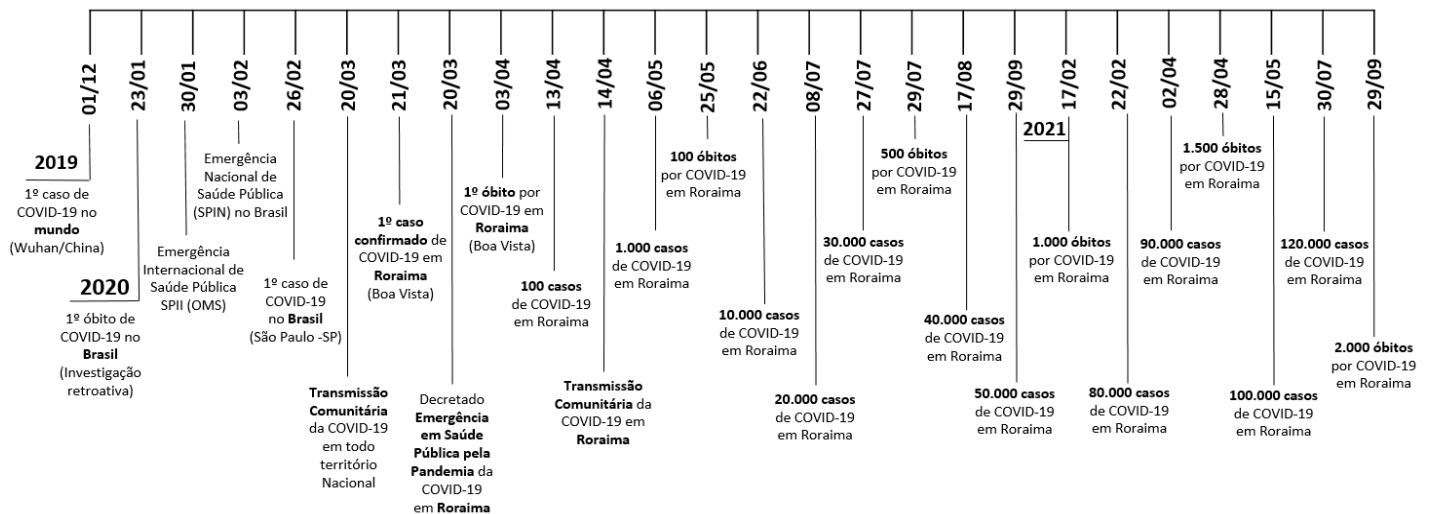 01/12
23/01
30/01
03/02
26/02
20/03
21/03
20/03
03/04
13/04
14/04
06/05
25/05
22/06
08/07
27/07
29/07
17/08
29/09
17/02
22/02
02/04
28/04
15/05
30/07
29/09
2019
1º caso de
COVID-19 no
mundo
(Wuhan/China)
2020
1º óbito de
COVID-19 no
Brasil
(Investigação
retroativa)
Emergência
Internacional de
Saúde Pública
SPII (OMS)
Emergência
Nacional de
Saúde Pública
(SPIN) no Brasil
1º caso de
COVID-19
no Brasil
(São Paulo -SP)
Transmissão
Comunitária
da COVID-19
em todo
território
Nacional
1º caso
confirmado de
COVID-19 em
Roraima
(Boa Vista)
Decretado
Emergência
em Saúde
Pública pela
Pandemia da
COVID-19
em Roraima
1º óbito por
COVID-19 em
Roraima
(Boa Vista)
100 casos
de COVID-19
em Roraima
Transmissão
Comunitária da
COVID-19 em
Roraima
1.000 casos
de COVID-19
em Roraima
100 óbitos
por COVID-19
em Roraima
10.000 casos
de COVID-19
em Roraima
20.000 casos
de COVID-19
em Roraima
30.000 casos
de COVID-19
em Roraima
500 óbitos
por COVID-19
em Roraima
40.000 casos
de COVID-19
em Roraima
50.000 casos
de COVID-19
em Roraima
2021
1.000 óbitos
por COVID-19
em Roraima
80.000 casos
de COVID-19
em Roraima
90.000 casos
de COVID-19
em Roraima
1.500 óbitos
por COVID-19
em Roraima
100.000 casos
de COVID-19
em Roraima
120.000 casos
de COVID-19
em Roraima
2.000 óbitos
por COVID-19
em Roraima